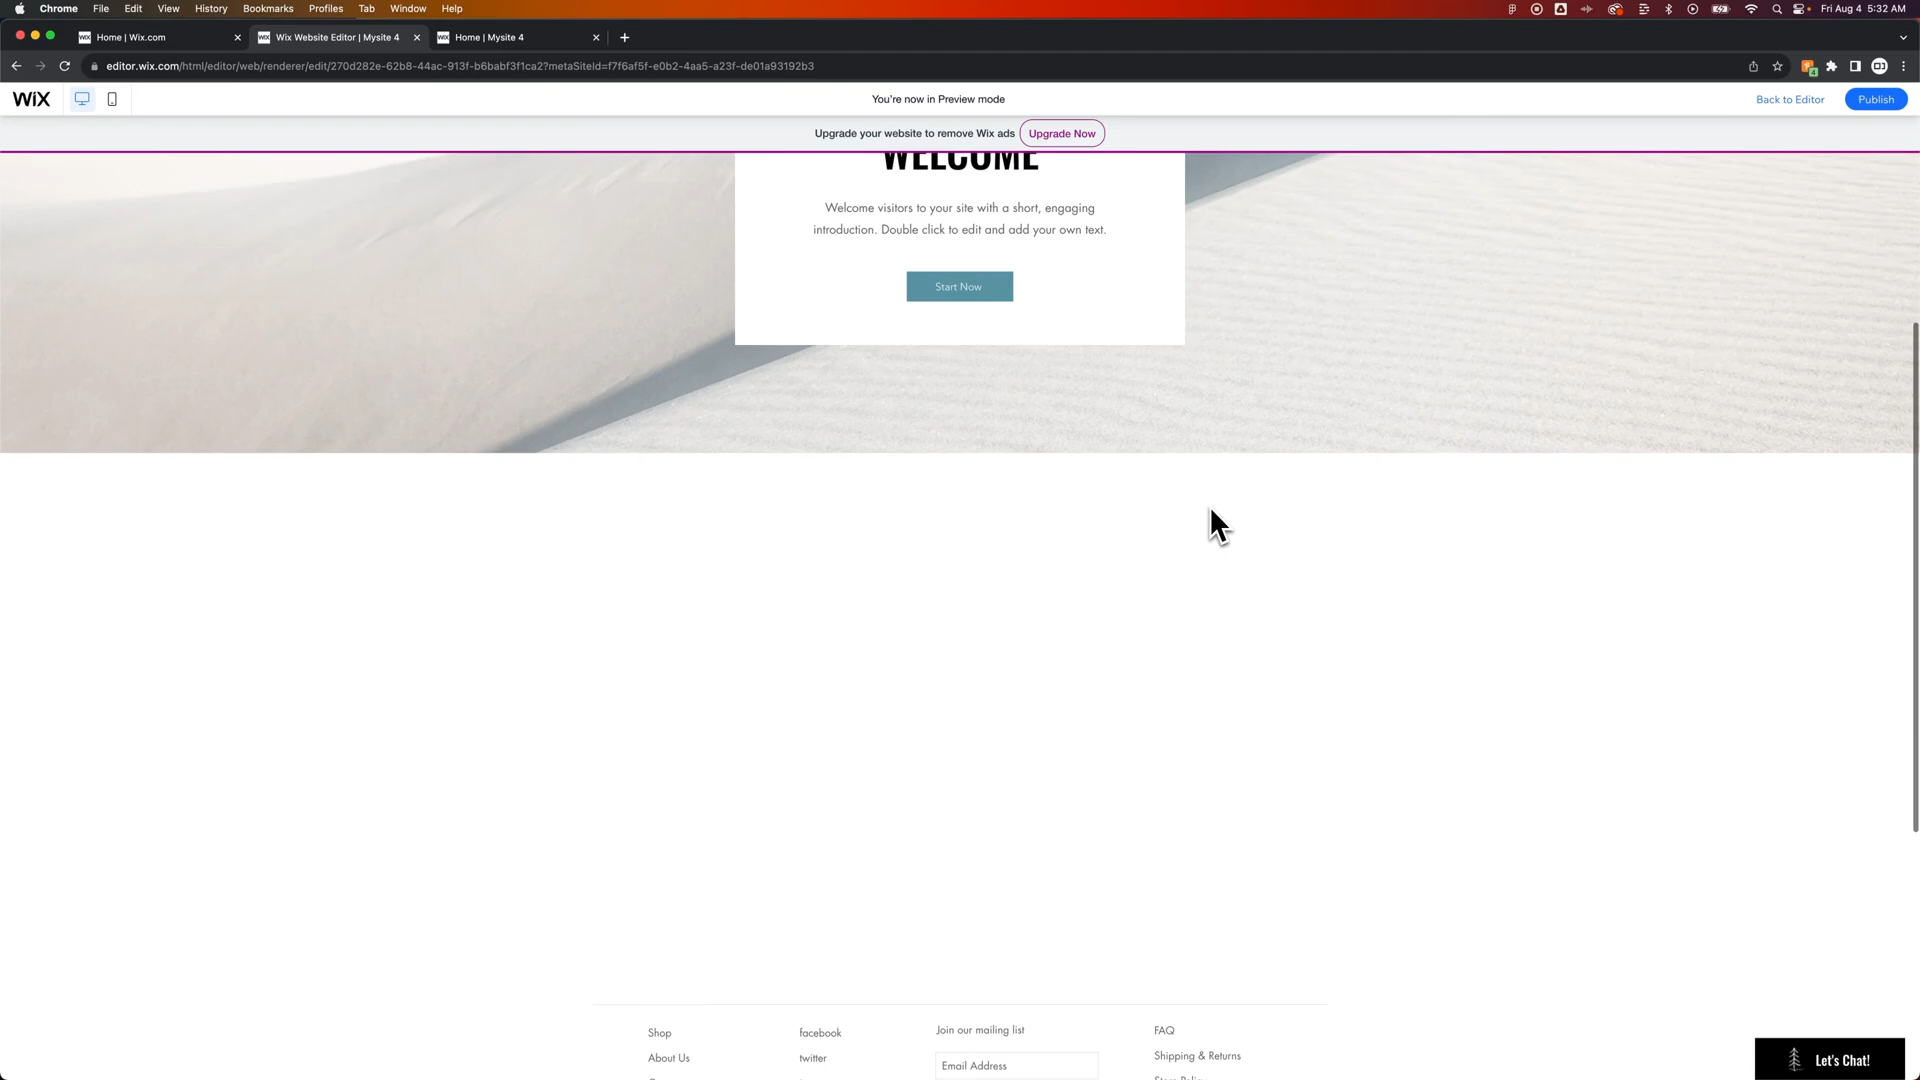 Chrome File Edit View History Bookmarks Profiles Tab Window Help
Fri Aug 4 5:32 AM
Home | Wix.com
Wix Website Editor | Mysite 4
Home | Mysite 4
editor.wix.com/html/editor/web/renderer/edit/270d282e-62b8-44ac-913f-b6babf3f1ca2?metaSiteId=f7f6af5f-e0b2-4aa5-a23f-de01a93192b3
WiX
You're now in Preview mode
Back to Editor
Publish
Upgrade your website to remove Wix ads
Upgrade Now
WELCOME
Welcome visitors to your site with a short, engaging
introduction. Double click to edit and add your own text.
Start Now
Shop
facebook
Join our mailing list
FAQ
About Us
twitter
Email Address
Shipping & Returns
Let's Chat!